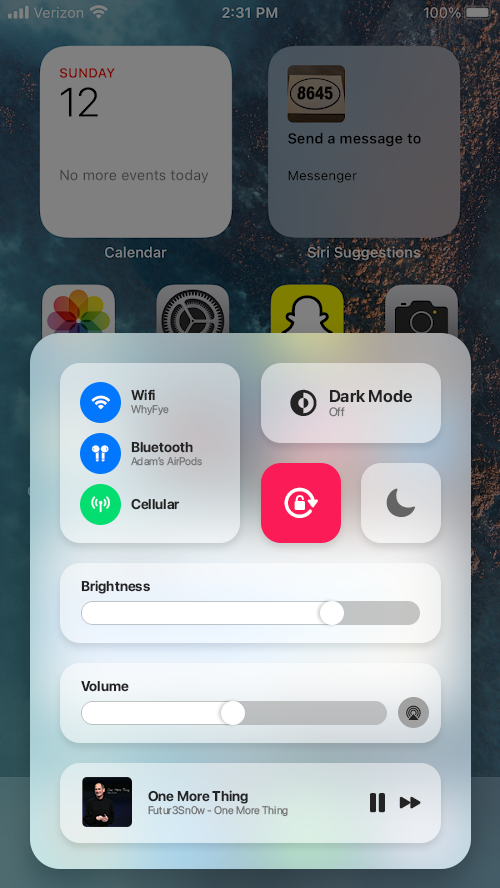 Verizon 2:31 PM 100%
SUNDAY
12
No more events today
Calendar
8645
Send a message to
Messenger
Siri Suggestions
Wifi
WhyFye
Bluetooth
Adam's AirPods
Cellular
Dark Mode
Off
Brightness
Volume
One More Thing
Futur3Sn0w - One More Thing